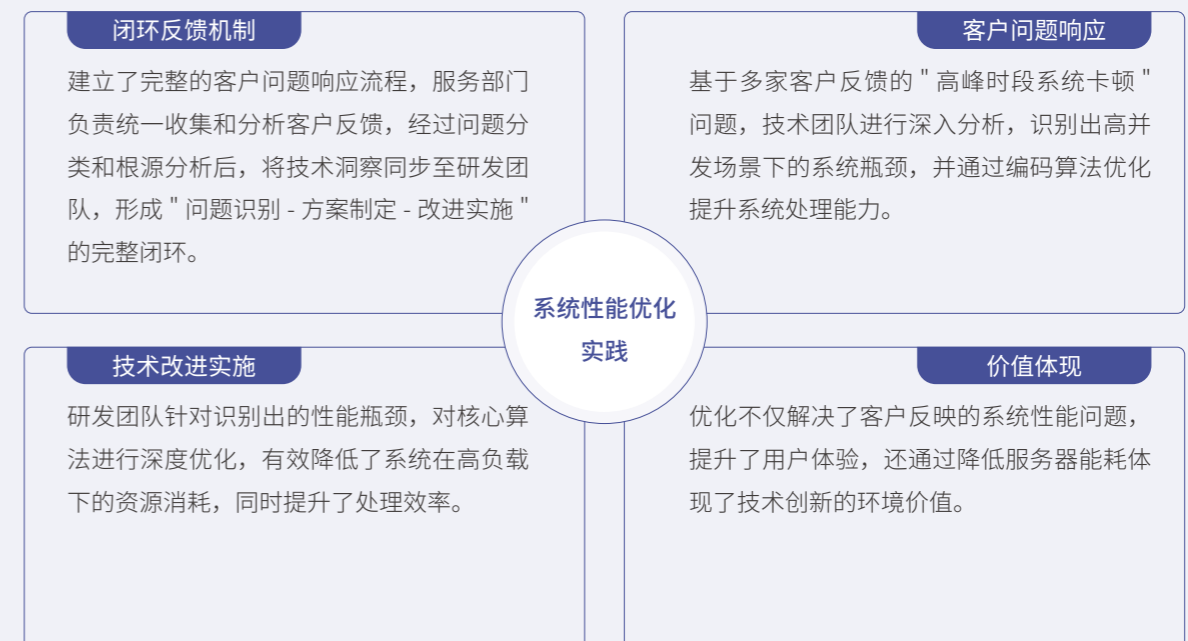 闭环反馈机制
建立了完整的客户问题响应流程，服务部门
负责统一收集和分析客户反馈，经过问题分
类和根源分析后，将技术洞察同步至研发团
队，形成 " 问题识别 - 方案制定 - 改进实施 "
的完整闭环。
客户问题响应
基于多家客户反馈的 " 高峰时段系统卡顿 "
问题，技术团队进行深入分析，识别出高并
发场景下的系统瓶颈，并通过编码算法优化
提升系统处理能力。
系统性能优化
实践
技术改进实施
研发团队针对识别出的性能瓶颈，对核心算
法进行深度优化，有效降低了系统在高负载
下的资源消耗，同时提升了处理效率。
价值体现
优化不仅解决了客户反映的系统性能问题，
提升了用户体验，还通过降低服务器能耗体
现了技术创新的环境价值。